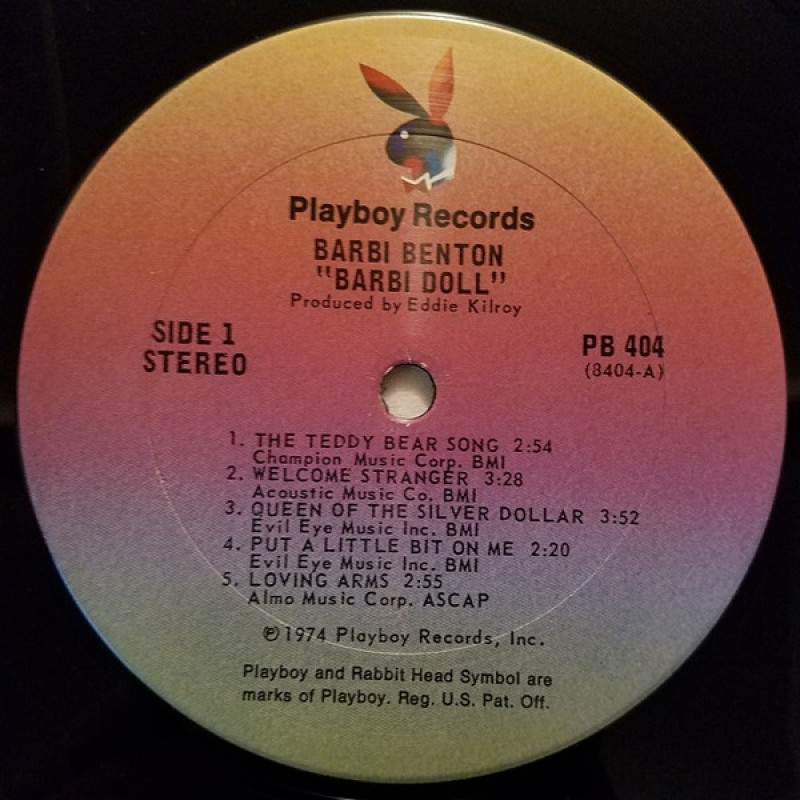 Playboy Records
BARBI BENTON
"BARBI DOLL"
Produced by Eddie Kilroy
SIDE 1
STEREO
PB 404
(8404-A)
1. THE TEDDY BEAR SONG 2:54
Champion Music Corp. BMI
2. WELCOME STRANGER 3:28
Acoustic Music Co. BMI
3. QUEEN OF THE SILVER DOLLAR 3:52
Evil Eye Music Inc. BMI
4. PUT A LITTLE BIT ON ME 2:20
Evil Eye Music Inc. BMI
5. LOVING ARMS 2:55
Almo Music Corp. ASCAP
℗1974 Playboy Records, Inc.
Playboy and Rabbit Head Symbol are
marks of Playboy. Reg. U.S. Pat. Off.